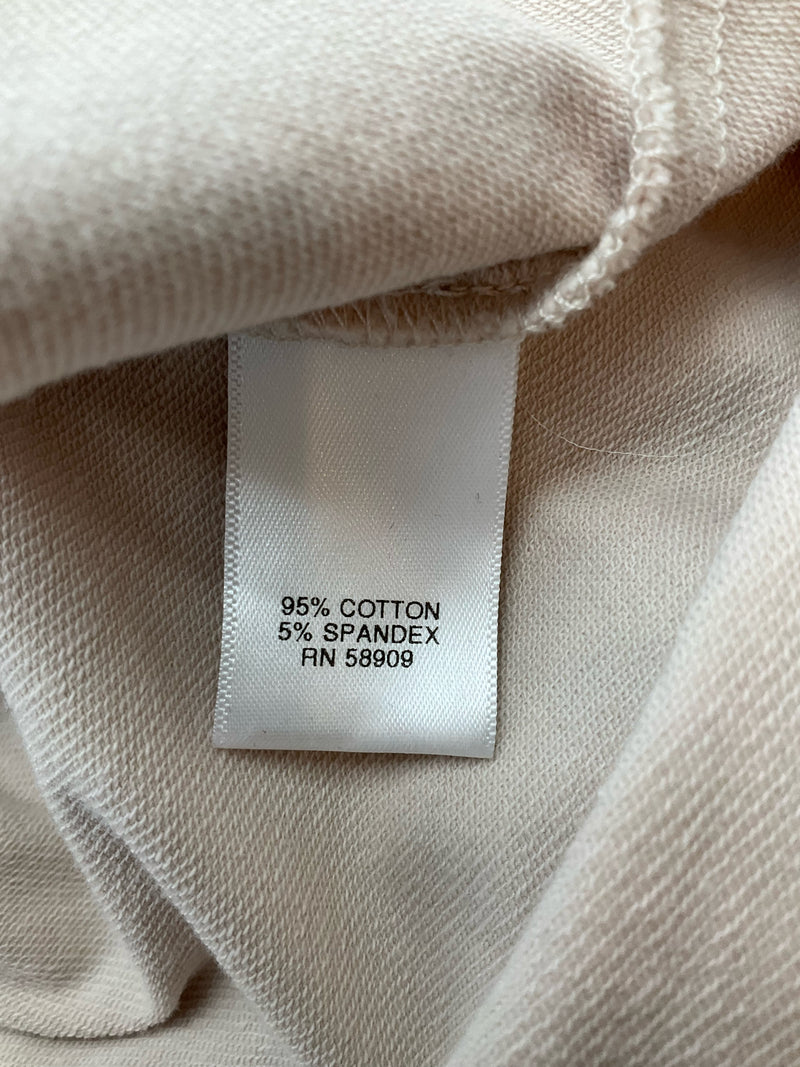 95% COTTON
5% SPANDEX
RN 58909